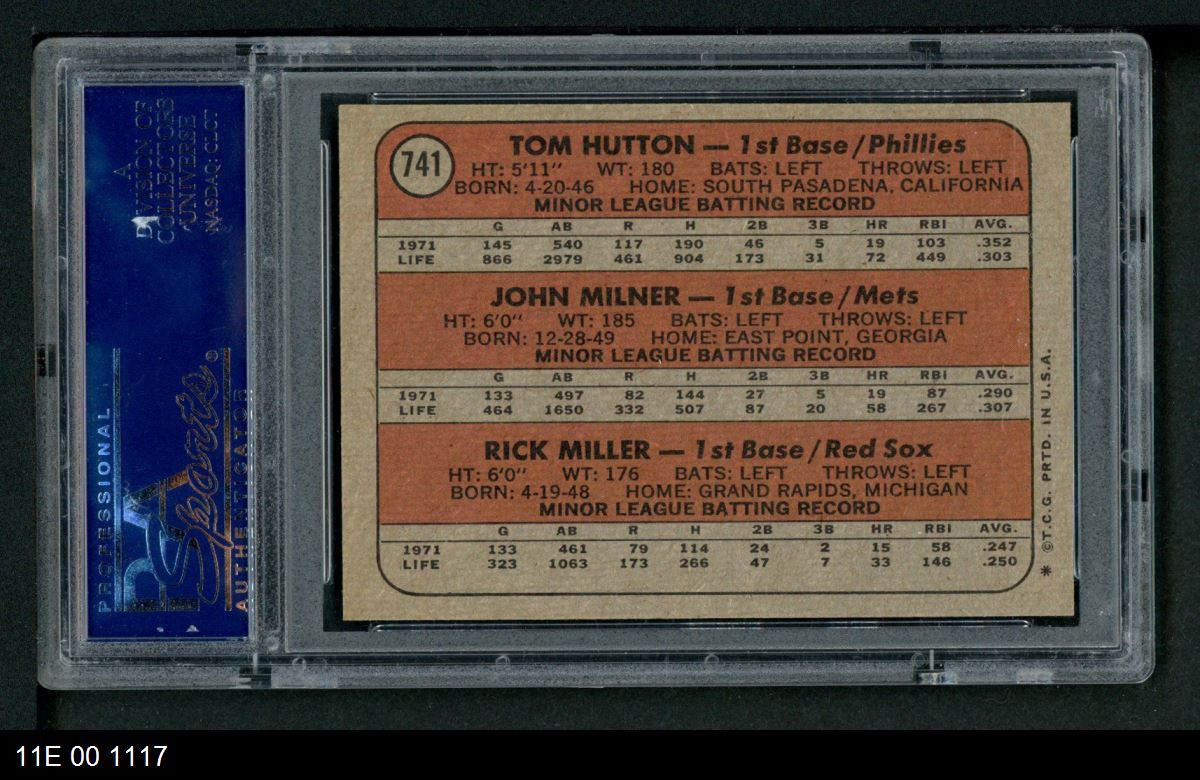 A
DIVISION OF
COLLECTORS
UNIVERSE
NASDAQ: CLCT
PROFESSIONAL
PSA
Sports®
AUTHENTICATOR
741
TOM HUTTON — 1st Base/Phillies
HT: 5'11" WT: 180 BATS: LEFT THROWS: LEFT
BORN: 4-20-46 HOME: SOUTH PASADENA, CALIFORNIA
MINOR LEAGUE BATTING RECORD
G AB R H 2B 3B HR RBI AVG.
1971 145 540 117 190 46 5 19 103 .352
LIFE 866 2979 461 904 173 31 72 449 .303
JOHN MILNER — 1st Base/Mets
HT: 6'0" WT: 185 BATS: LEFT THROWS: LEFT
BORN: 12-28-49 HOME: EAST POINT, GEORGIA
MINOR LEAGUE BATTING RECORD
G AB R H 2B 3B HR RBI AVG.
1971 133 497 82 144 27 5 19 87 .290
LIFE 464 1650 332 507 87 20 58 267 .307
RICK MILLER — 1st Base/Red Sox
HT: 6'0" WT: 176 BATS: LEFT THROWS: LEFT
BORN: 4-19-48 HOME: GRAND RAPIDS, MICHIGAN
MINOR LEAGUE BATTING RECORD
G AB R H 2B 3B HR RBI AVG.
1971 133 461 79 114 24 2 15 58 .247
LIFE 323 1063 173 266 47 7 33 146 .250
* ©T.C.G. PRTD. IN U.S.A.
11E 00 1117